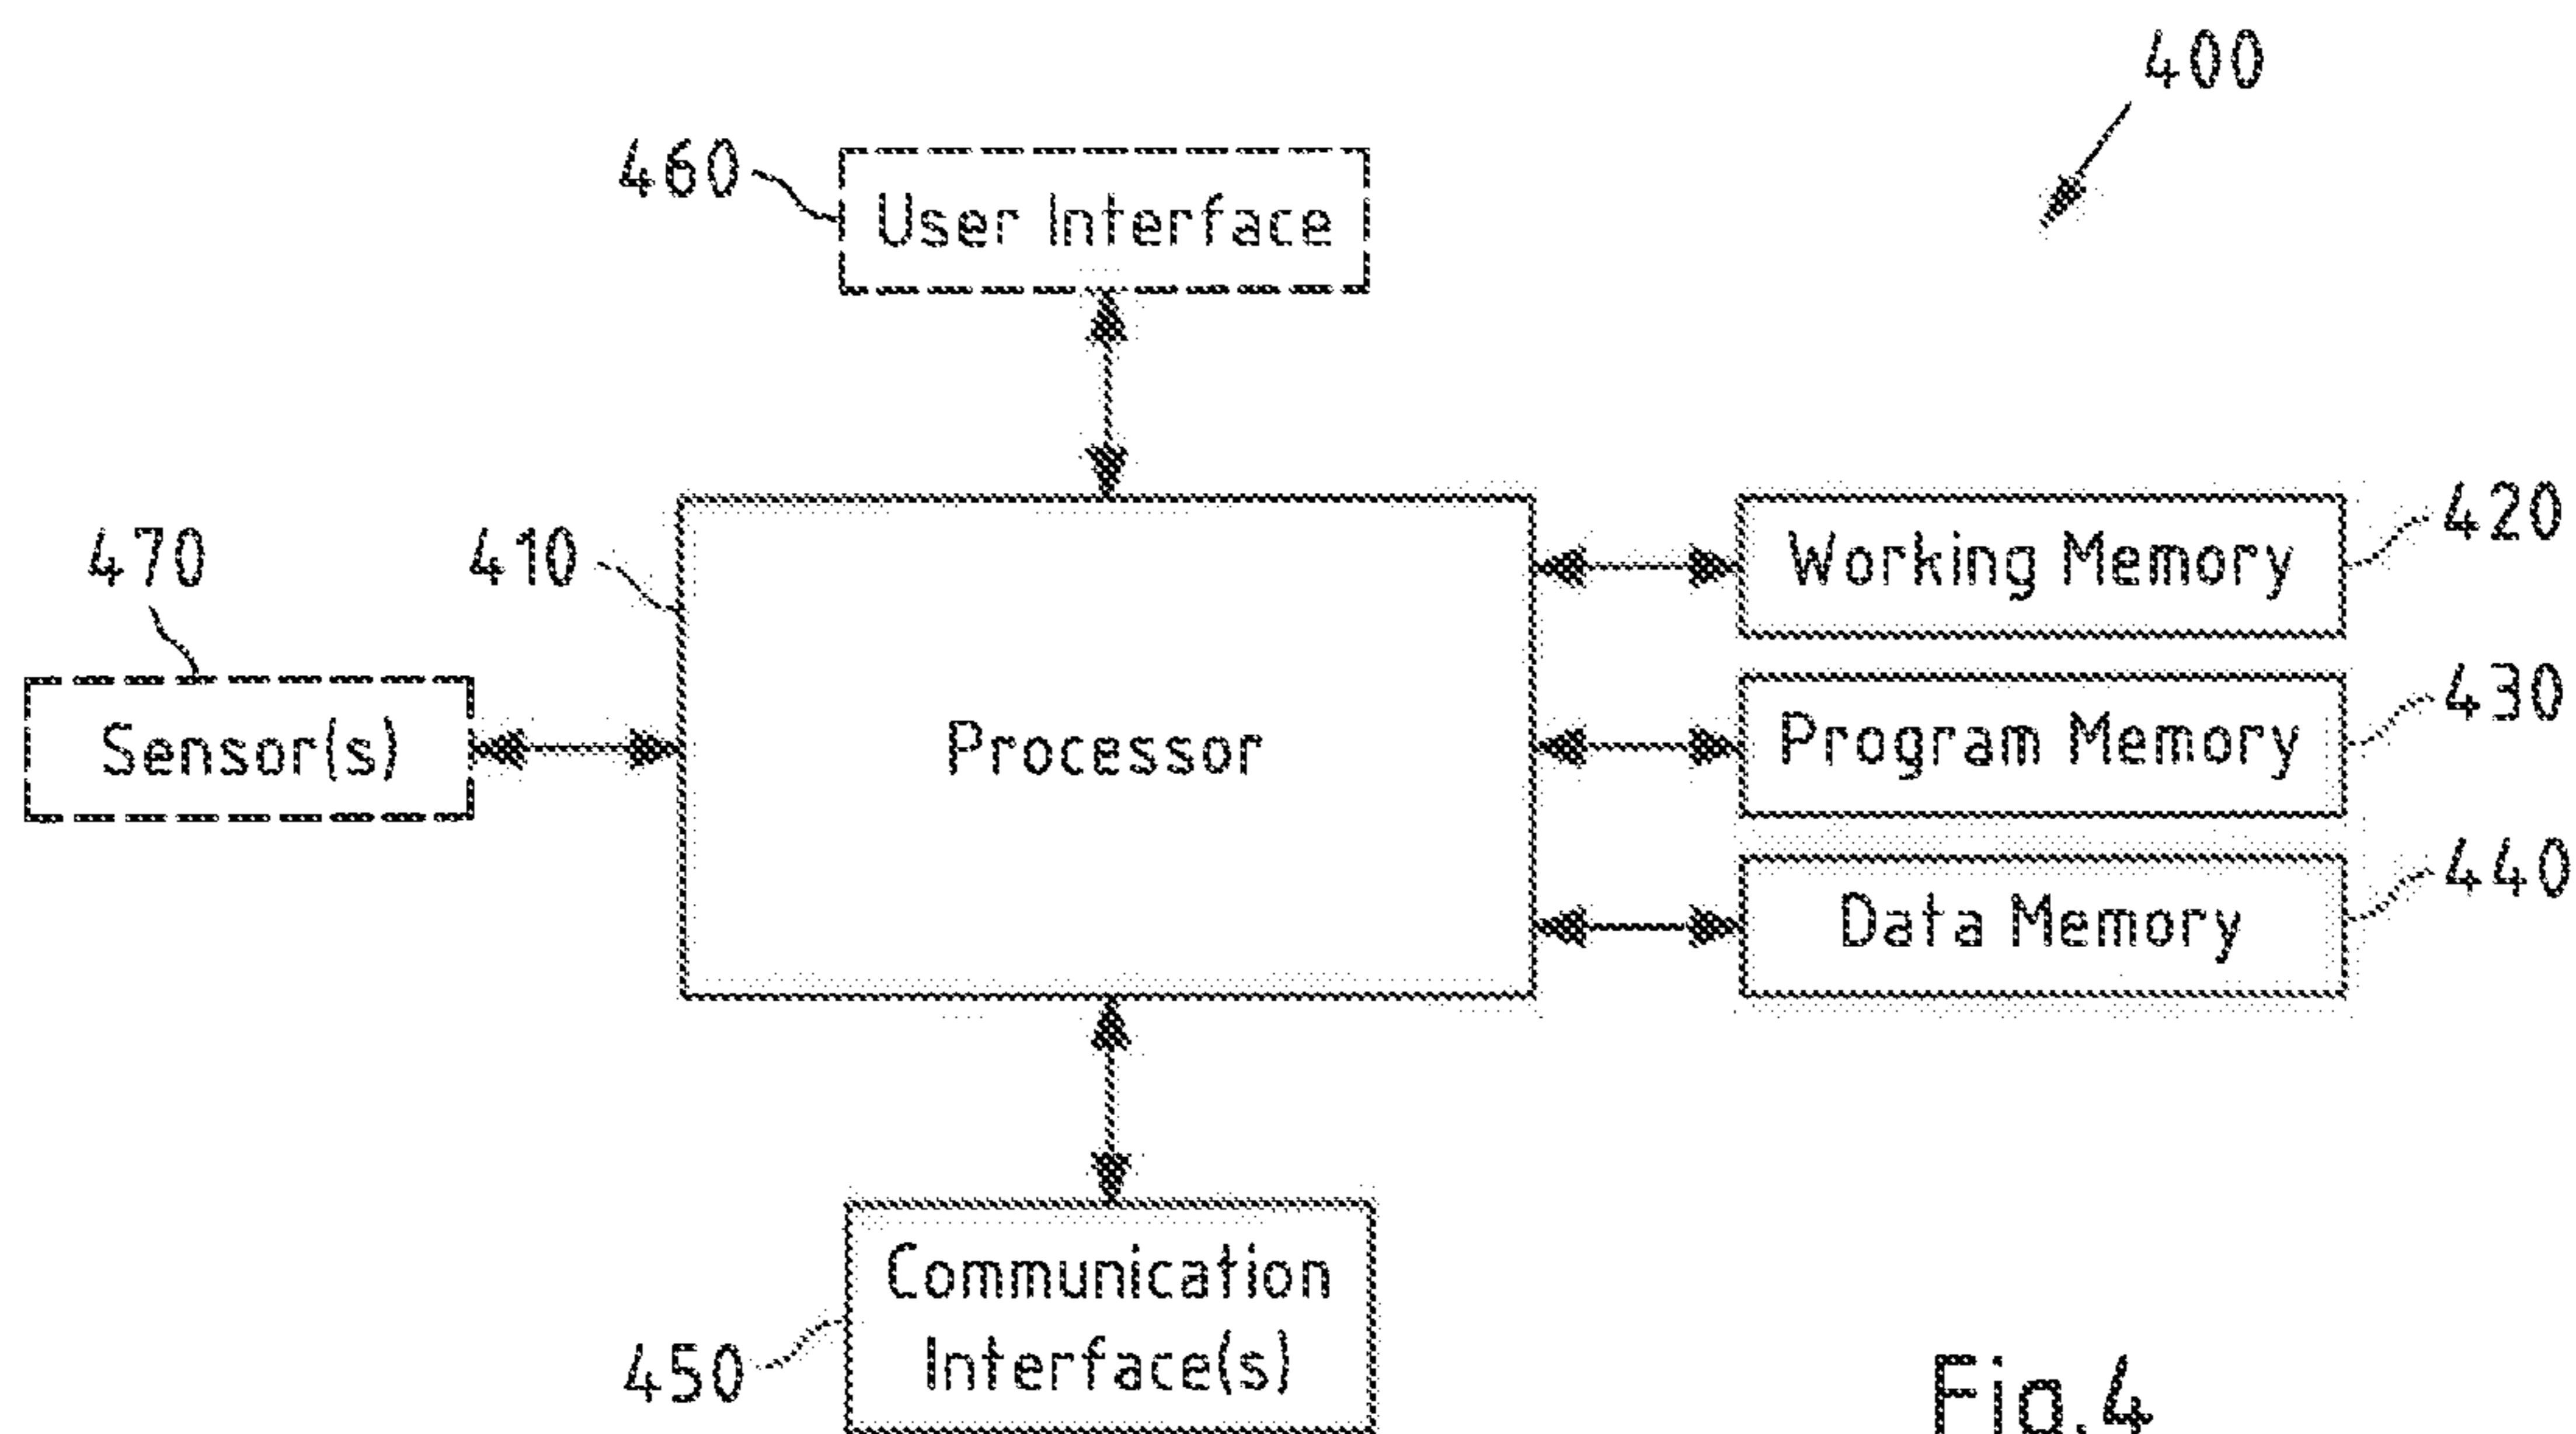 400
460
User Interface
470
410
420
Working Memory
430
Program Memory
Sensor(s)
Processor
440
Data Memory
Communication
Interface(s)
450
Fig.4